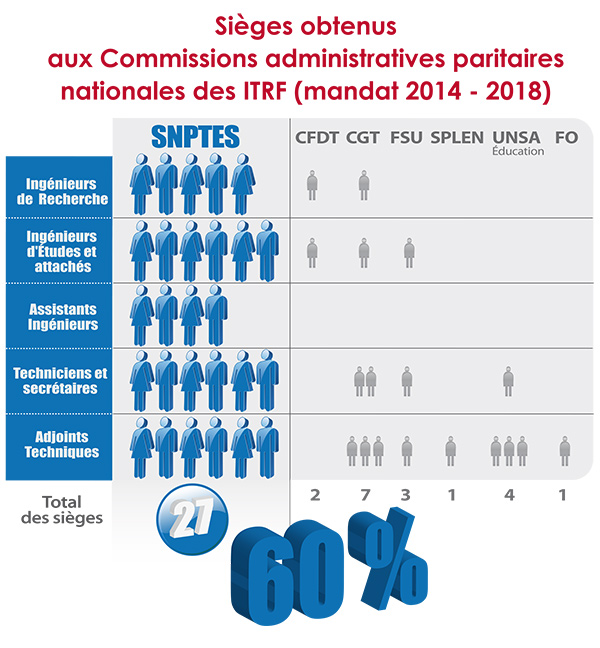 Sièges obtenus
aux Commissions administratives paritaires
nationales des ITRF (mandat 2014 - 2018)
SNPTES CFDT CGT FSU SPLEN UNSA FO
Éducation
Ingénieurs
de Recherche
Ingénieurs
d'Études et
attachés
Assistants
Ingénieurs
Techniciens et
secrétaires
Adjoints
Techniques
Total
des sièges
27 2 7 3 1 4 1
60%